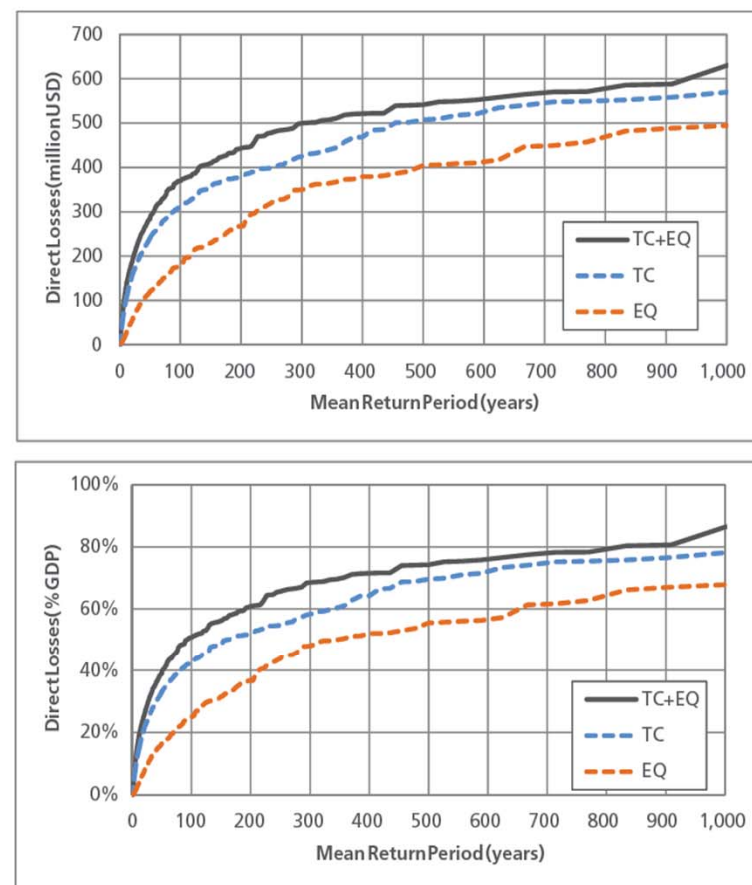 700
600
500
400
300
200
100
0
Direct Losses (million USD)
TC+EQ
TC
EQ
0 100 200 300 400 500 600 700 800 900 1,000
Mean Return Period (years)
100%
80%
60%
40%
20%
0%
Direct Losses (% GDP)
TC+EQ
TC
EQ
0 100 200 300 400 500 600 700 800 900 1,000
Mean Return Period (years)